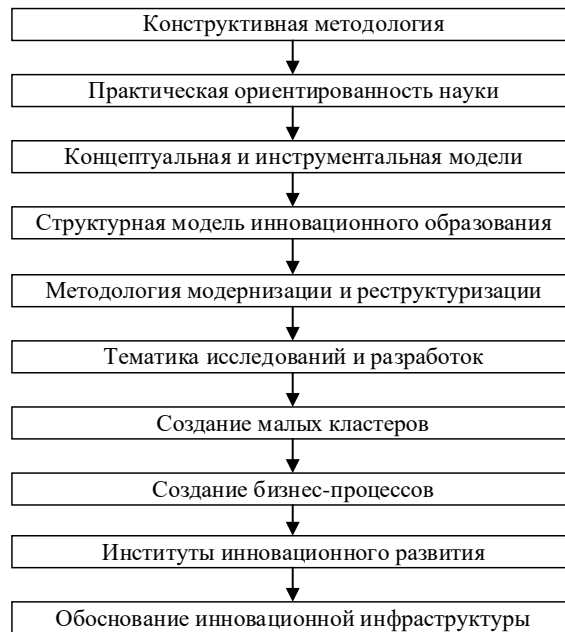 Конструктивная методология
Практическая ориентированность науки
Концептуальная и инструментальная модели
Структурная модель инновационного образования
Методология модернизации и реструктуризации
Тематика исследований и разработок
Создание малых кластеров
Создание бизнес-процессов
Институты инновационного развития
Обоснование инновационной инфраструктуры